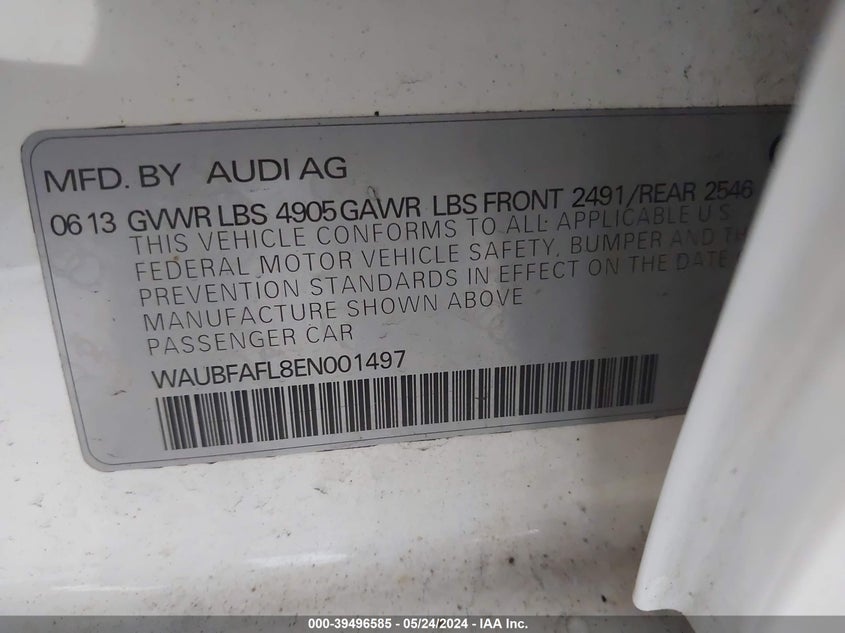 MFD. BY AUDI AG
06 13 GVWR LBS 4905 GAWR LBS FRONT 2491/REAR 2546
THIS VEHICLE CONFORMS TO ALL APPLICABLE U S
FEDERAL MOTOR VEHICLE SAFETY, BUMPER AND
PREVENTION STANDARDS IN EFFECT ON THE DATE
MANUFACTURE SHOWN ABOVE
PASSENGER CAR
WAUBFAFL8EN001497
000-39496585 - 05/24/2024 - IAA Inc.